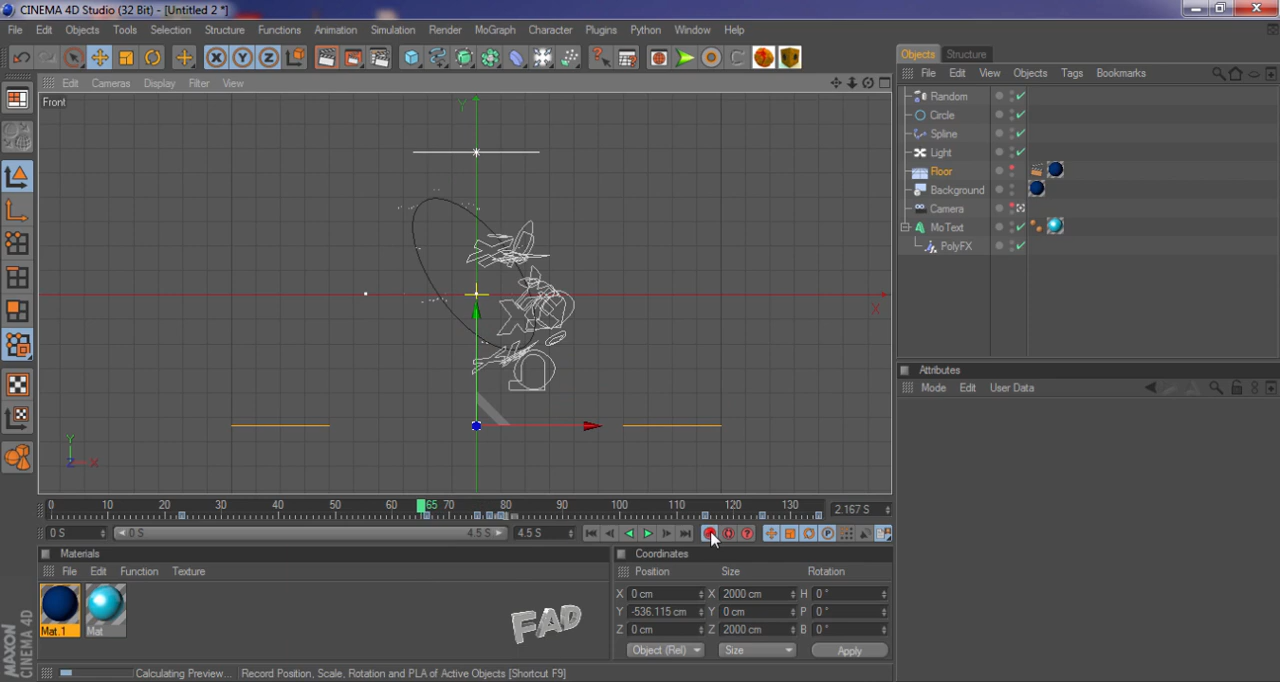 CINEMA 4D Studio (32 Bit) - [Untitled 2 *]
File Edit Objects Tools Selection Structure Functions Animation Simulation Render MoGraph Character Plugins Python Window Help
X Y Z
Objects Structure
File Edit View Objects Tags Bookmarks
Edit Cameras Display Filter View
Front
Y
X
Random
Circle
Spline
Light
Floor
Background
Camera
MoText
PolyFX
Attributes
Mode Edit User Data
Y
Z X
0 10 20 30 40 50 60 65 70 80 90 100 110 120 130 2.167 S
0 S 0 S 4.5 S 4.5 S
Materials
File Edit Function Texture
Mat.1 Mat
FAD
Coordinates
Position Size Rotation
X 0 cm X 2000 cm H 0 °
Y -536.115 cm Y 0 cm P 0 °
Z 0 cm Z 2000 cm B 0 °
Object (Rel) Size Apply
MAXON
CINEMA 4D
Calculating Preview... Record Position, Scale, Rotation and PLA of Active Objects [Shortcut F9]